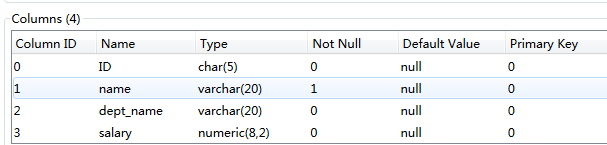 Columns (4)
Column ID Name Type Not Null Default Value Primary Key
0 ID char(5) 0 null 0
1 name varchar(20) 1 null 0
2 dept_name varchar(20) 0 null 0
3 salary numeric(8,2) 0 null 0